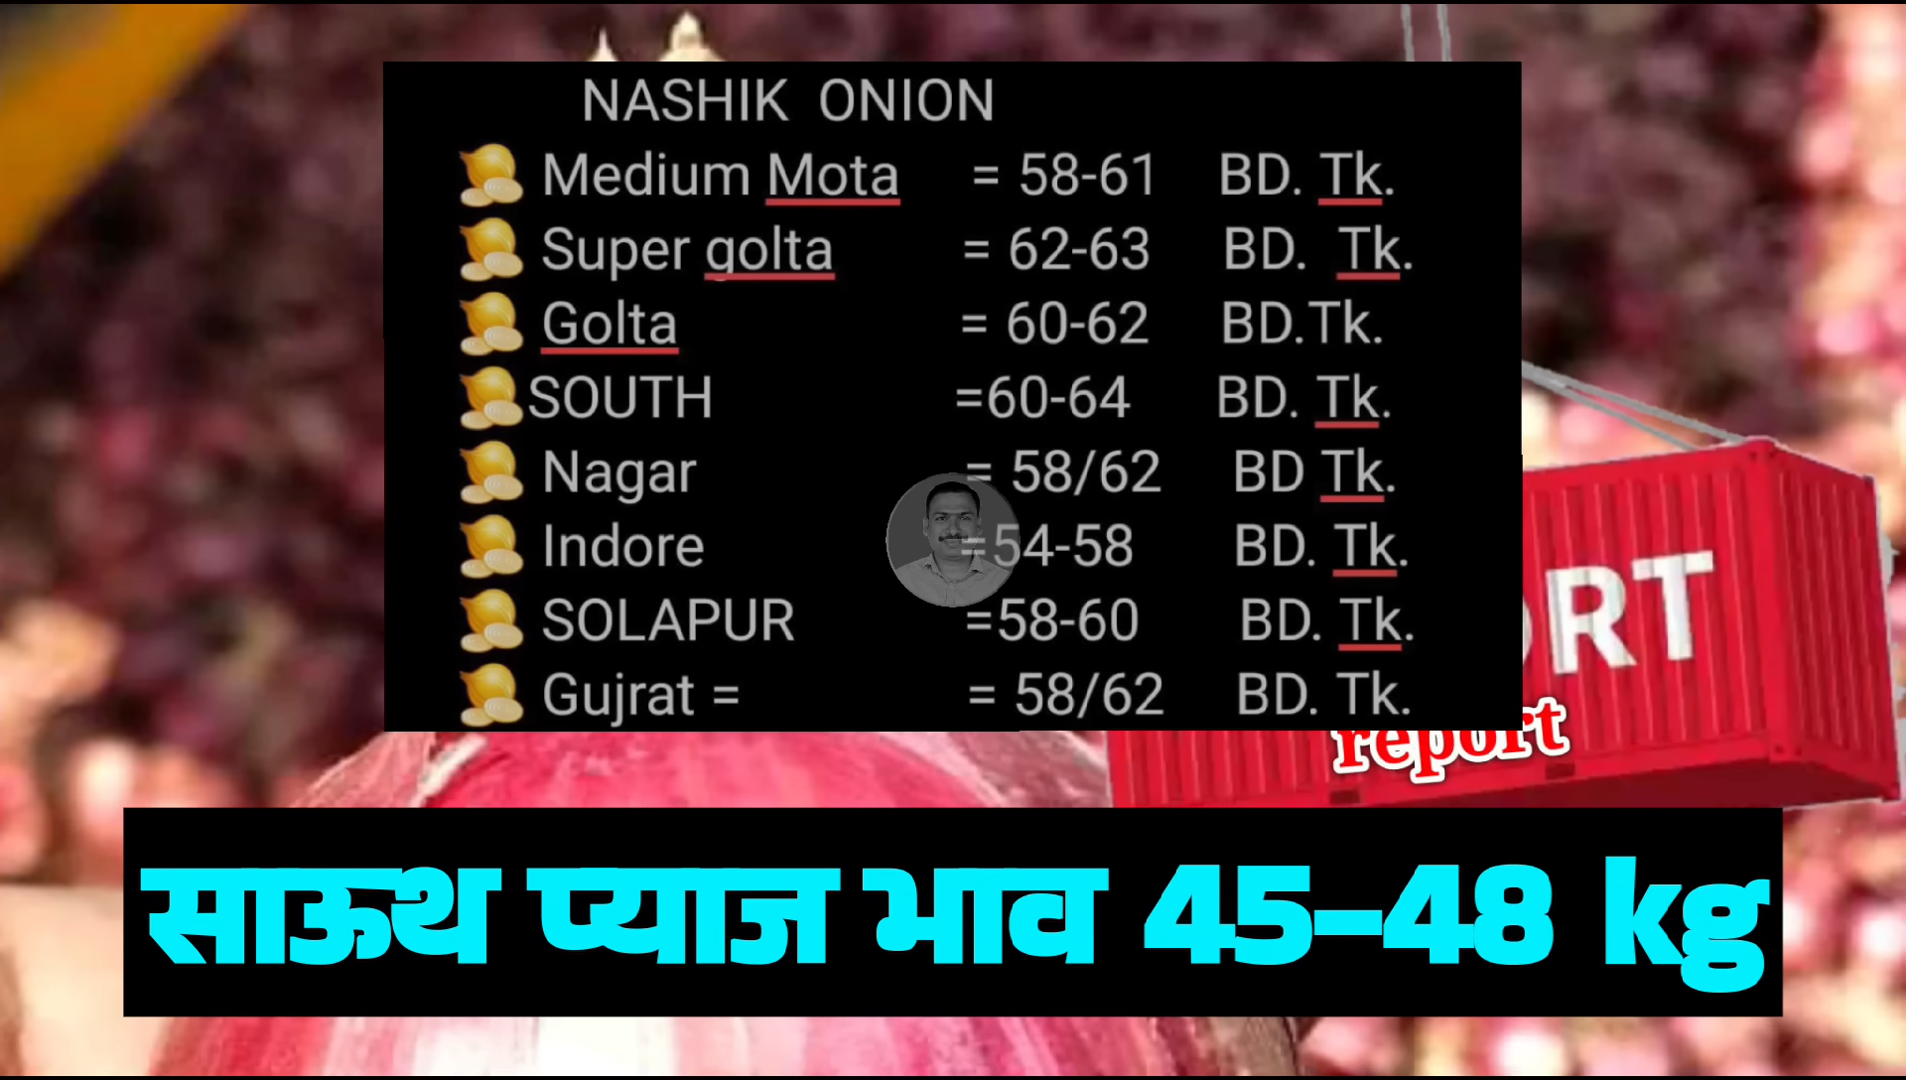 NASHIK ONION
Medium Mota = 58-61 BD. Tk.
Super golta = 62-63 BD. Tk.
Golta = 60-62 BD.Tk.
SOUTH =60-64 BD. Tk.
Nagar = 58/62 BD Tk.
Indore =54-58 BD. Tk.
SOLAPUR =58-60 BD. Tk.
Gujrat = = 58/62 BD. Tk.
RT
report
साऊथ प्याज भाव 45-48 kg